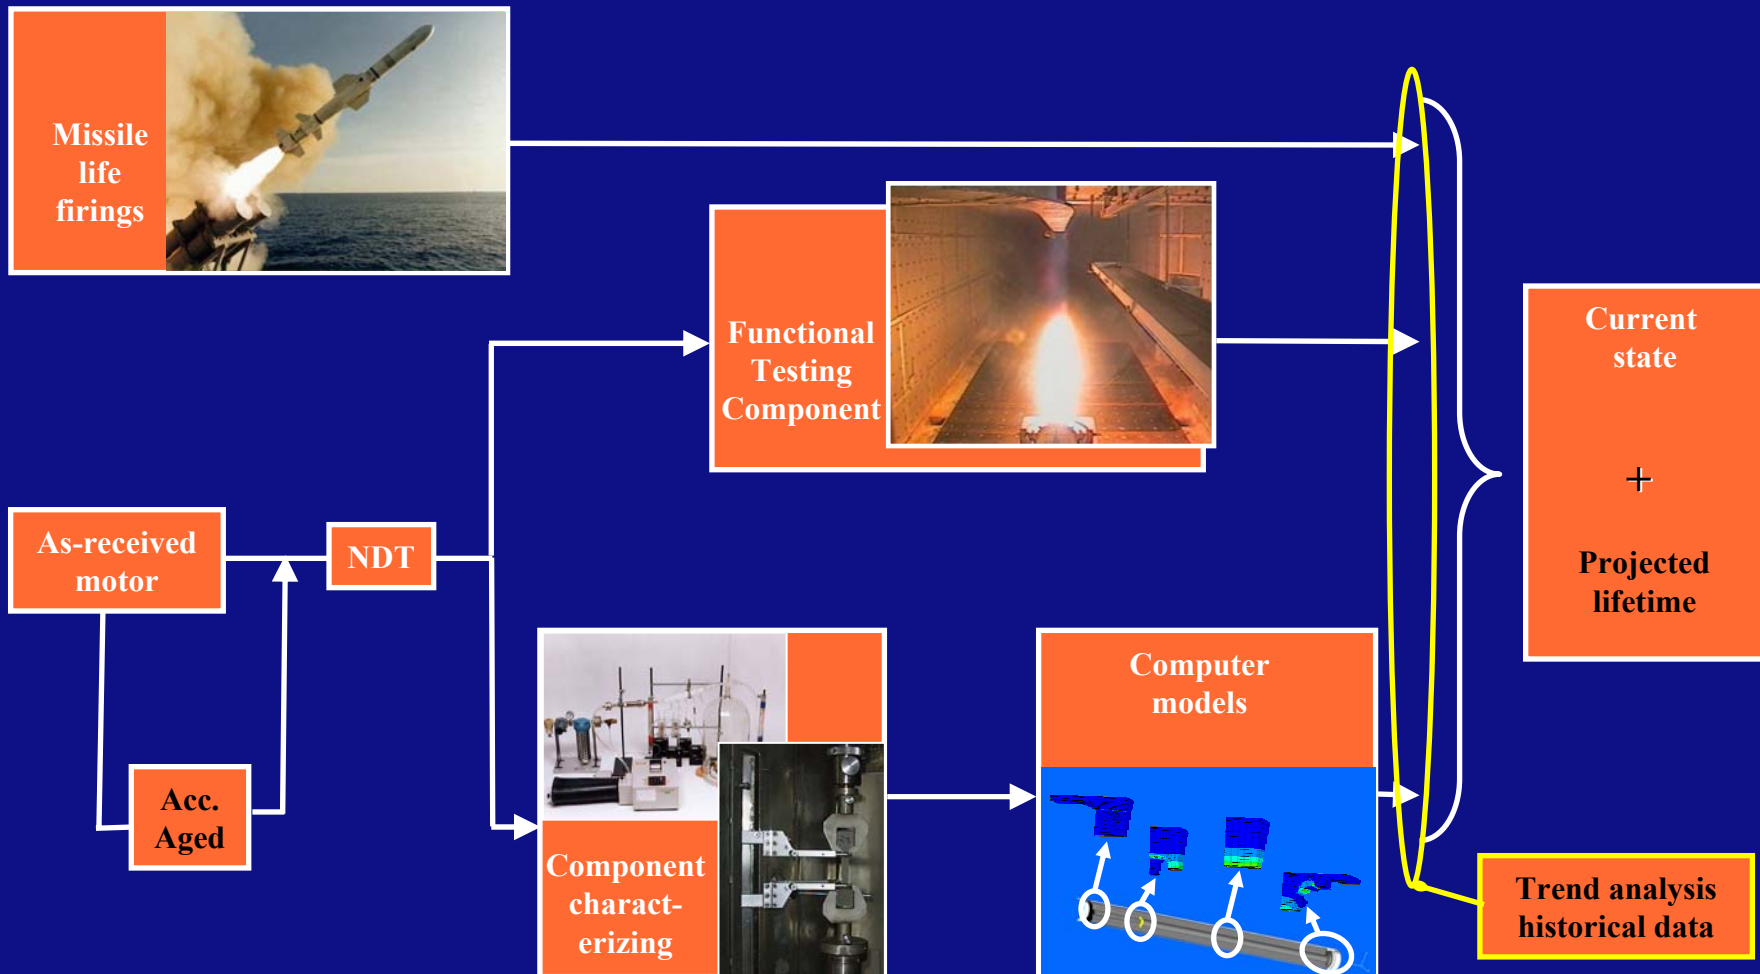 Missile
life
firings
Functional
Testing
Component
Current
state
+
Projected
lifetime
As-received
motor
NDT
Acc.
Aged
Component
charact-
erizing
Computer
models
Trend analysis
historical data